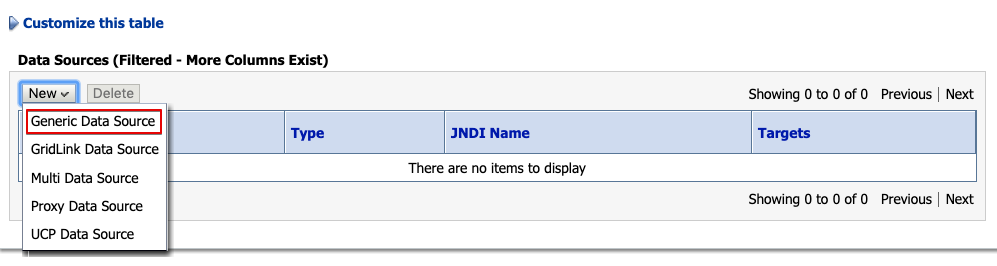 Customize this table
Data Sources (Filtered - More Columns Exist)
New Delete Showing 0 to 0 of 0 Previous | Next
Generic Data Source
Type JNDI Name Targets
GridLink Data Source
There are no items to display
Multi Data Source
Proxy Data Source Showing 0 to 0 of 0 Previous | Next
UCP Data Source